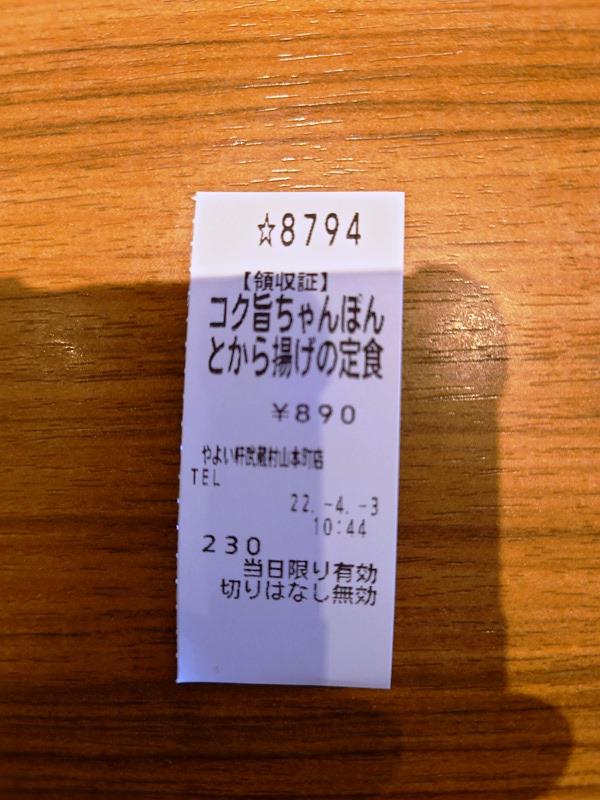 ☆8794
【領収証】
コク旨ちゃんぽん
とから揚げの定食
¥890
やよい軒武蔵村山本町店
TEL
22.-4.-3
10:44
230
当日限り有効
切りはなし無効